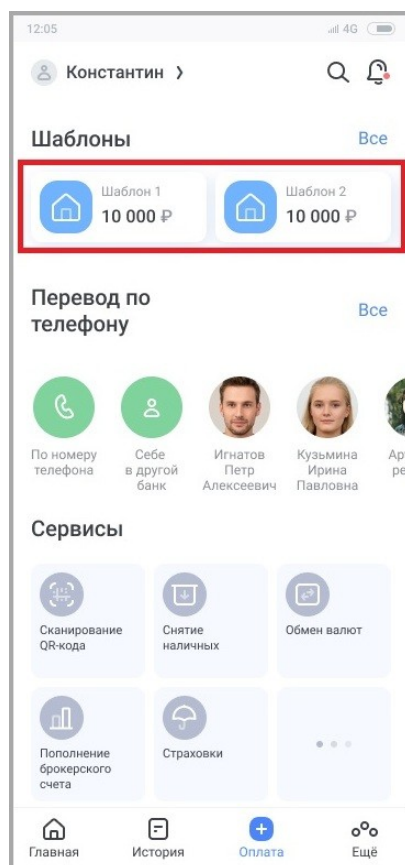 12:05
4G
Константин
Шаблоны
Все
Шаблон 1
10 000 ₽
Шаблон 2
10 000 ₽
Перевод по
телефону
Все
По номеру
телефона
Себе
в другой
банк
Игнатов
Петр
Алексеевич
Кузьмина
Ирина
Павловна
Сервисы
Сканирование
QR-кода
Снятие
наличных
Обмен валют
Пополнение
брокерского
счета
Страховки
Главная
История
Оплата
Ещё